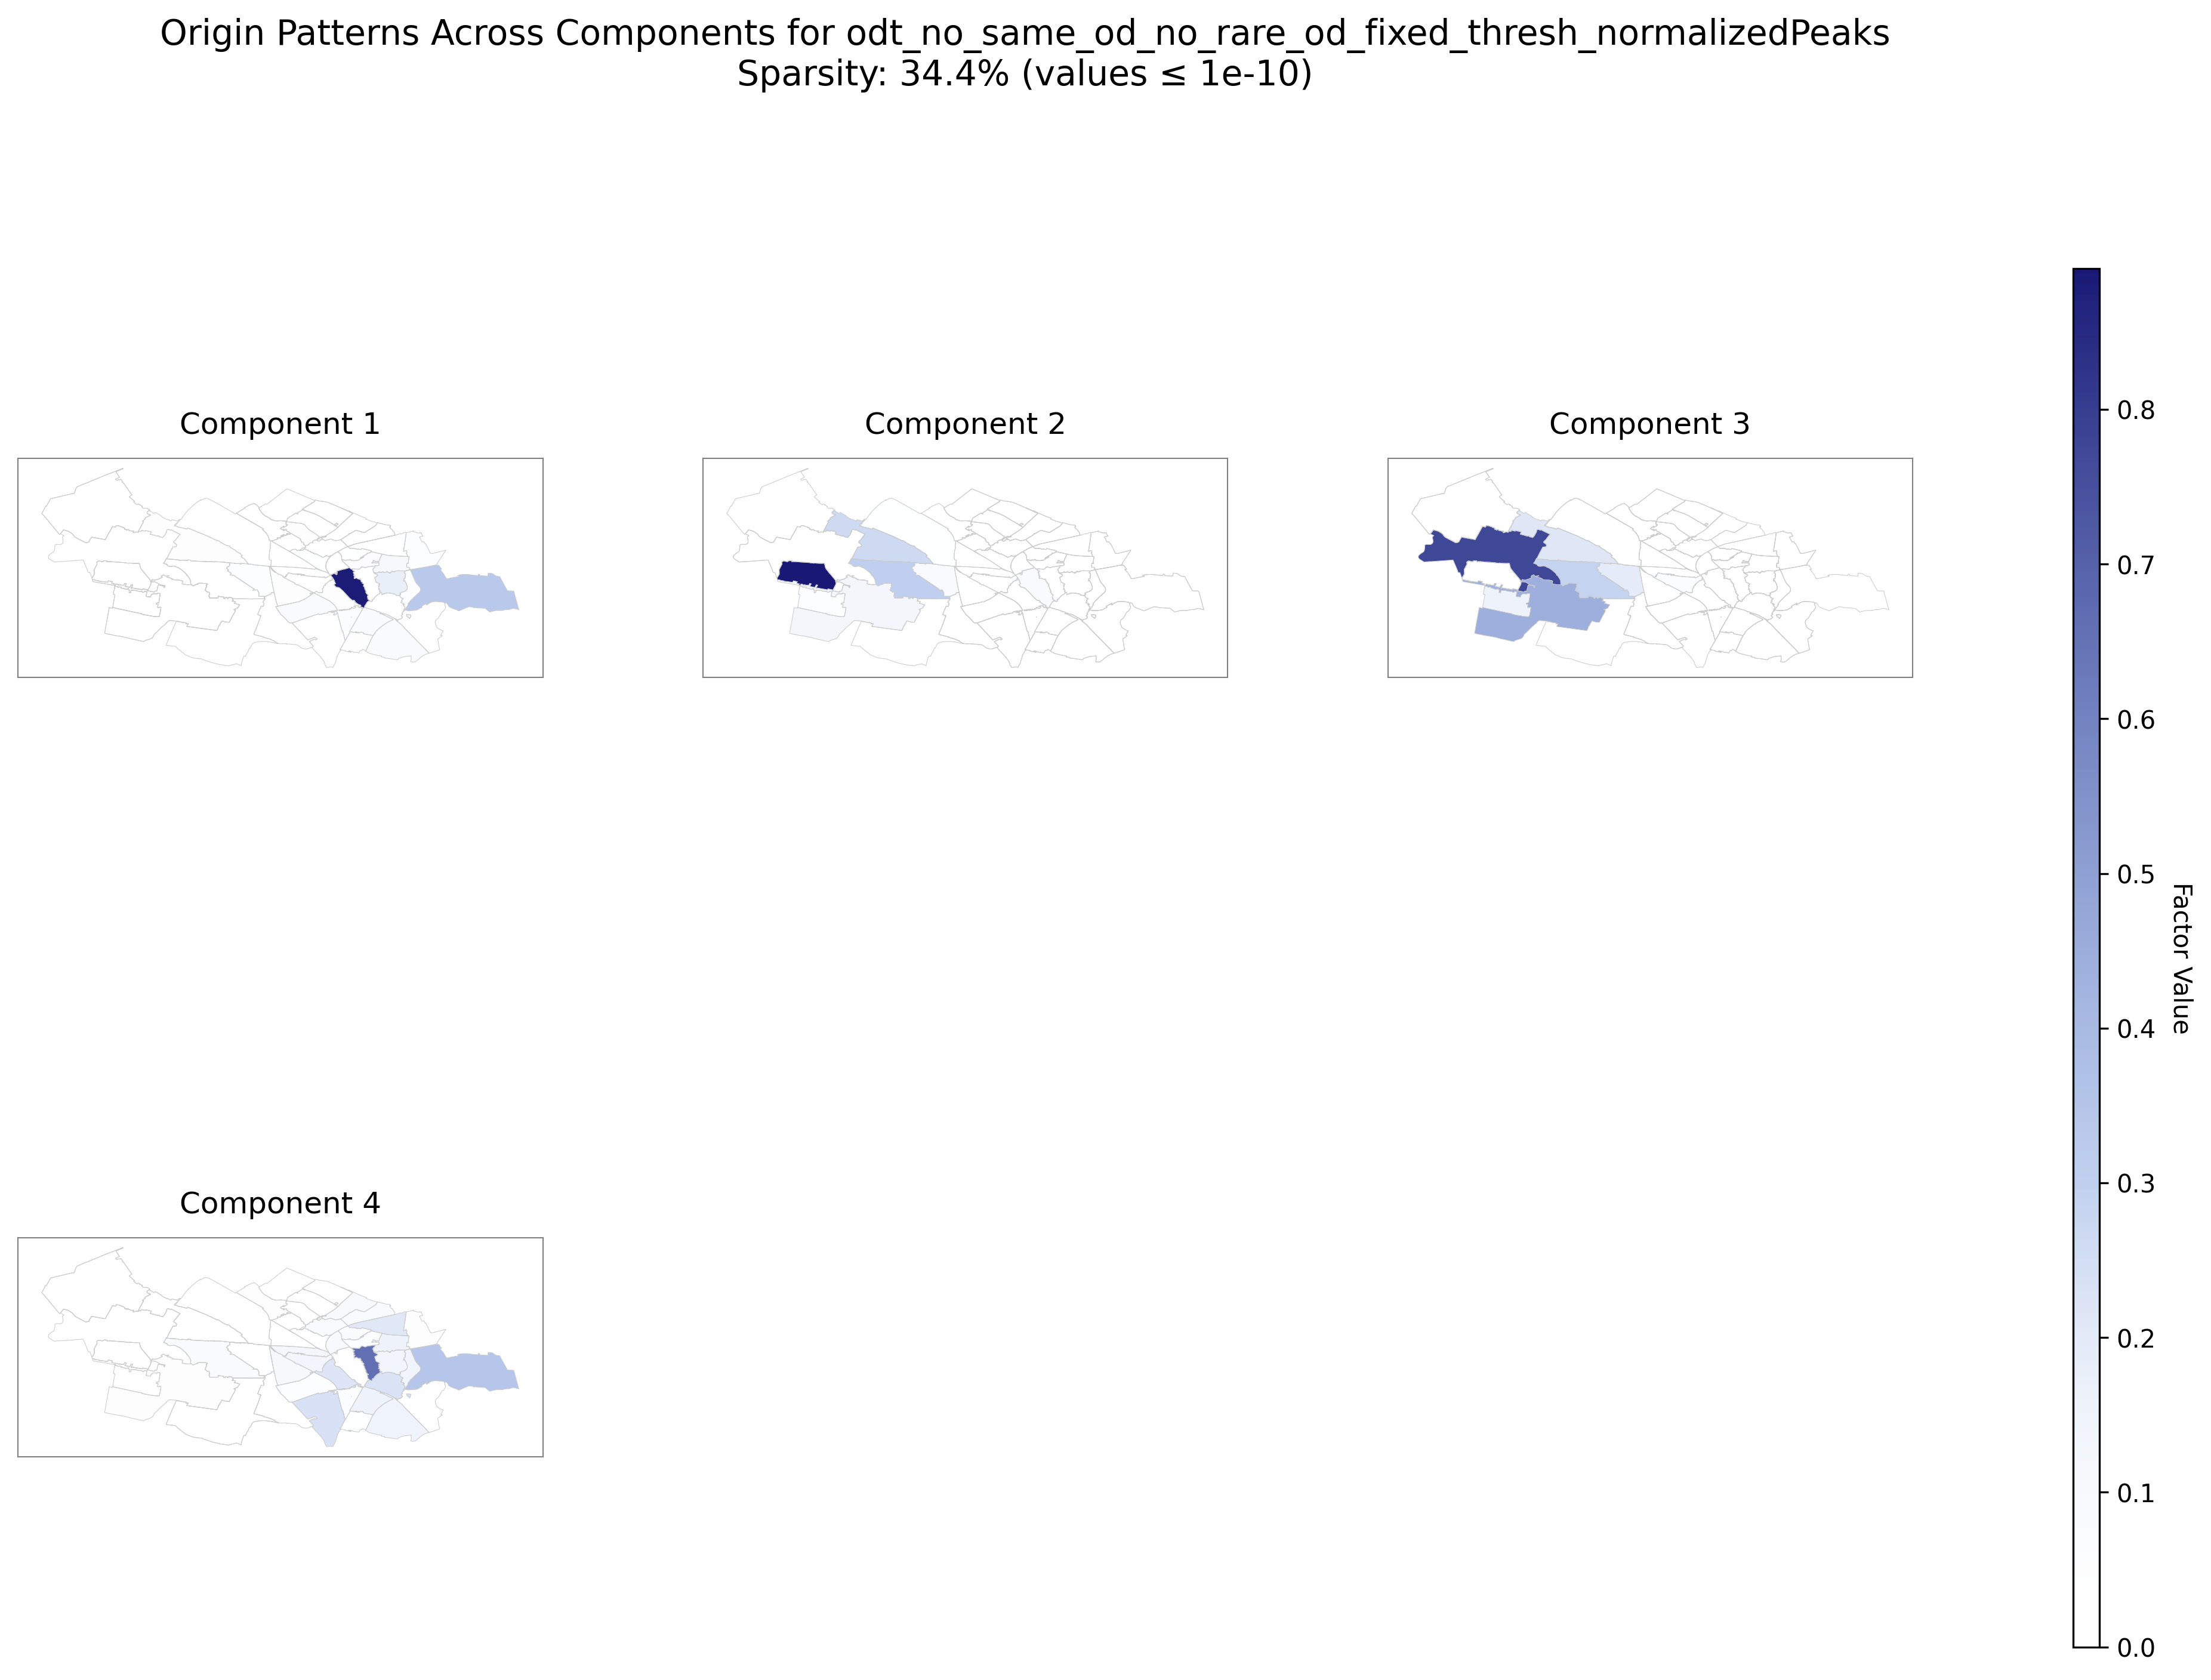 Origin Patterns Across Components for odt_no_same_od_no_rare_od_fixed_thresh_normalizedPeaks
Sparsity: 34.4% (values ≤ 1e-10)
Component 1
Component 2
Component 3
Component 4
0.8
0.7
0.6
0.5
0.4
0.3
0.2
0.1
0.0
Factor Value